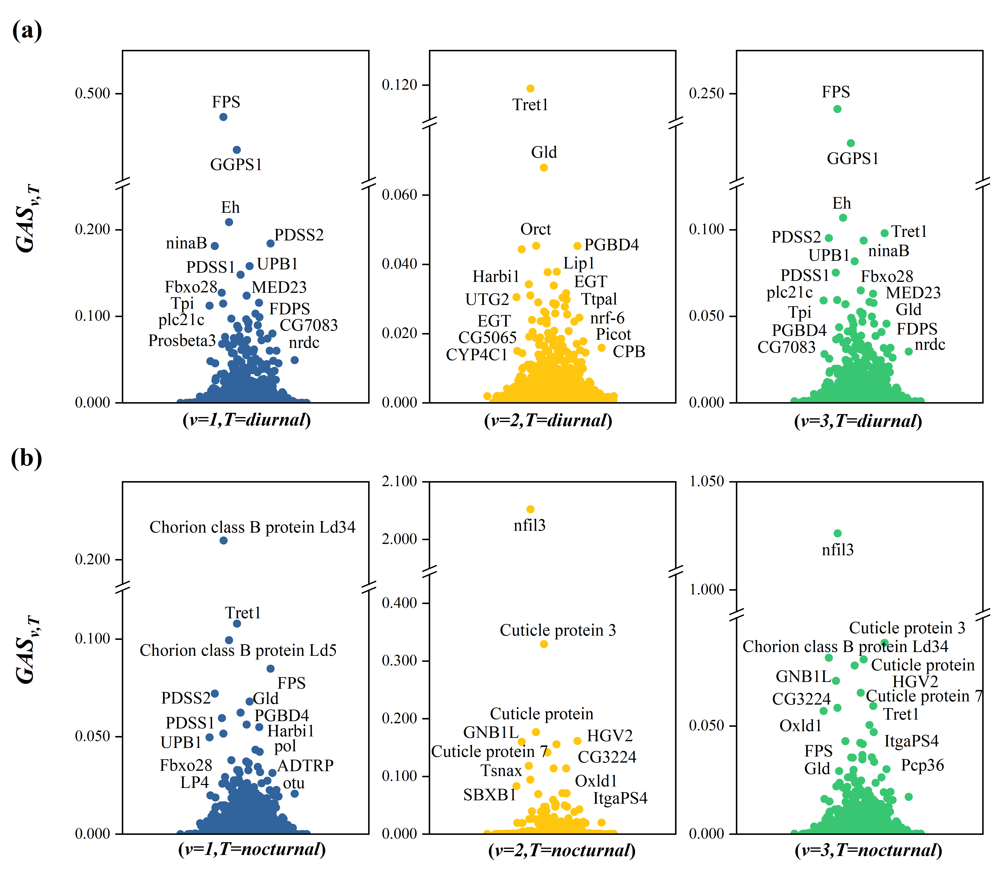 (a)
GAS_{v,T}
0.500
0.200
0.100
0.000
FPS
GGPS1
Eh
PDSS2
ninaB
UPB1
PDSS1
Fbxo28
MED23
Tpi
FDPS
plc21c
CG7083
Prosbeta3
nrdc
(v=1,T=diurnal)
0.120
0.060
0.040
0.020
0.000
Tret1
Gld
Orct
PGBD4
Lip1
Harbi1
EGT
UTG2
Ttpal
EGT
nrf-6
CG5065
Picot
CYP4C1
CPB
(v=2,T=diurnal)
0.250
0.100
0.050
0.000
FPS
GGPS1
Eh
Tret1
PDSS2
ninaB
UPB1
PDSS1
Fbxo28
plc21c
MED23
Tpi
Gld
PGBD4
FDPS
CG7083
nrdc
(v=3,T=diurnal)
(b)
GAS_{v,T}
0.200
0.100
0.050
0.000
Chorion class B protein Ld34
Tret1
Chorion class B protein Ld5
FPS
PDSS2
Gld
PGBD4
PDSS1
Harbi1
UPB1
pol
Fbxo28
ADTRP
LP4
otu
(v=1,T=nocturnal)
2.100
2.000
0.400
0.300
0.200
0.100
0.000
nfil3
Cuticle protein 3
Cuticle protein
GNB1L
HGV2
Cuticle protein 7
CG3224
Tsnax
Oxld1
SBXB1
ItgaPS4
(v=2,T=nocturnal)
1.050
1.000
0.050
0.000
nfil3
Cuticle protein 3
Chorion class B protein Ld34
Cuticle protein
GNB1L
HGV2
CG3224
Cuticle protein 7
Tret1
Oxld1
ItgaPS4
FPS
Pcp36
Gld
(v=3,T=nocturnal)